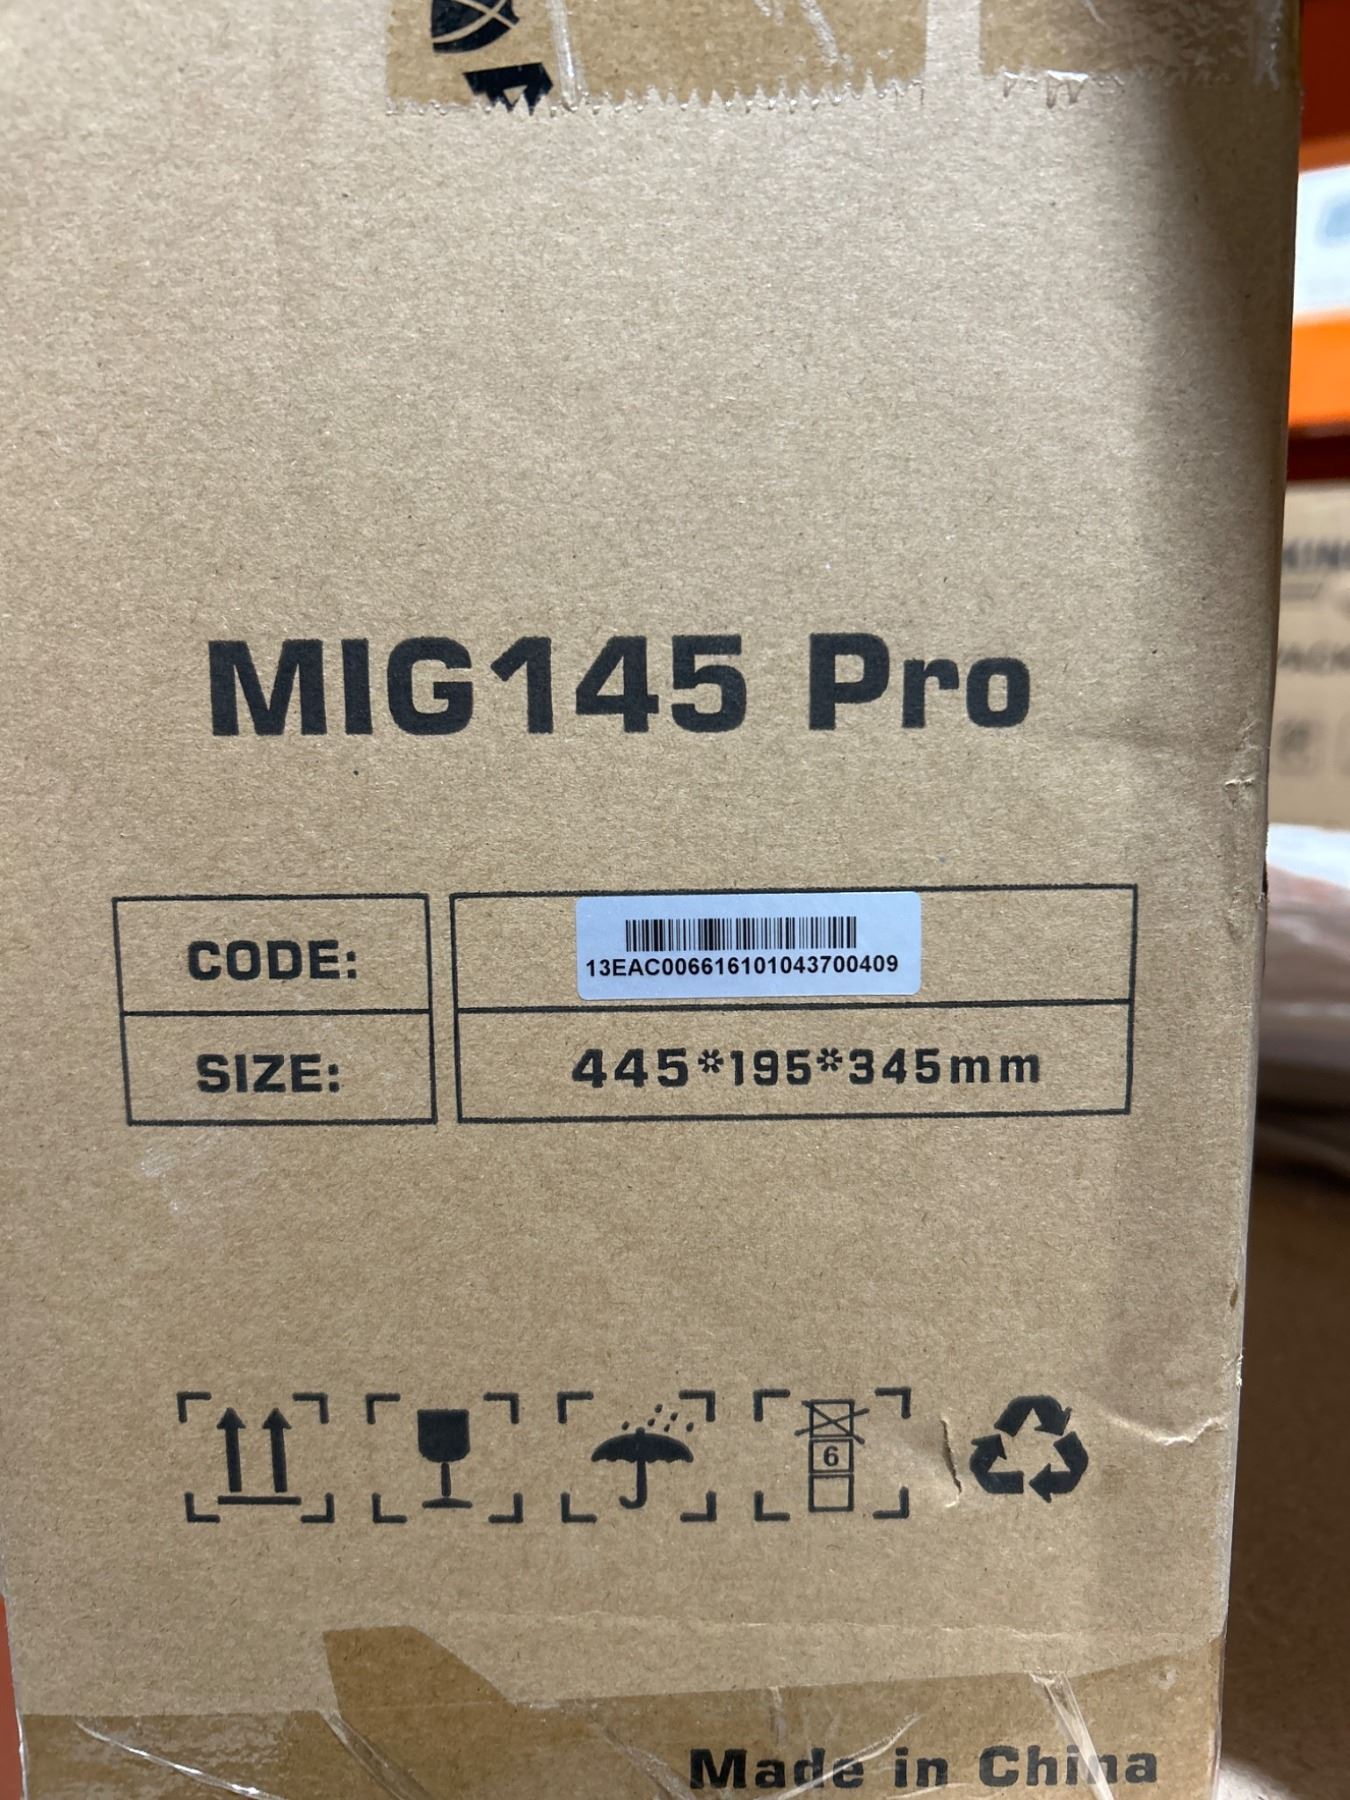 MIG145 Pro
CODE:
13EAC006616101043700409
SIZE:
445*195*345mm
6
Made in China